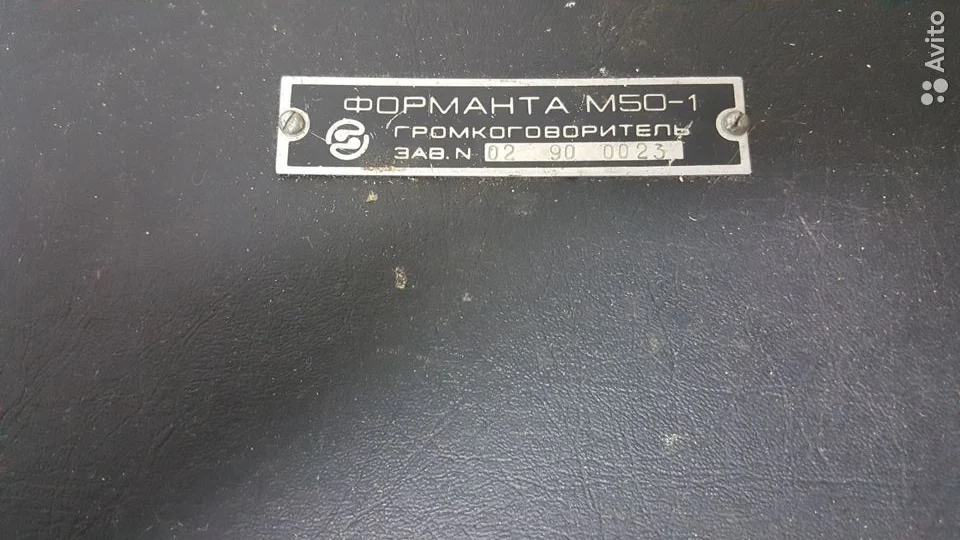 ФОРМАНТА М50-1
ГРОМКОГОВОРИТЕЛЬ
ЗАВ. N 02 90 0023
Avito